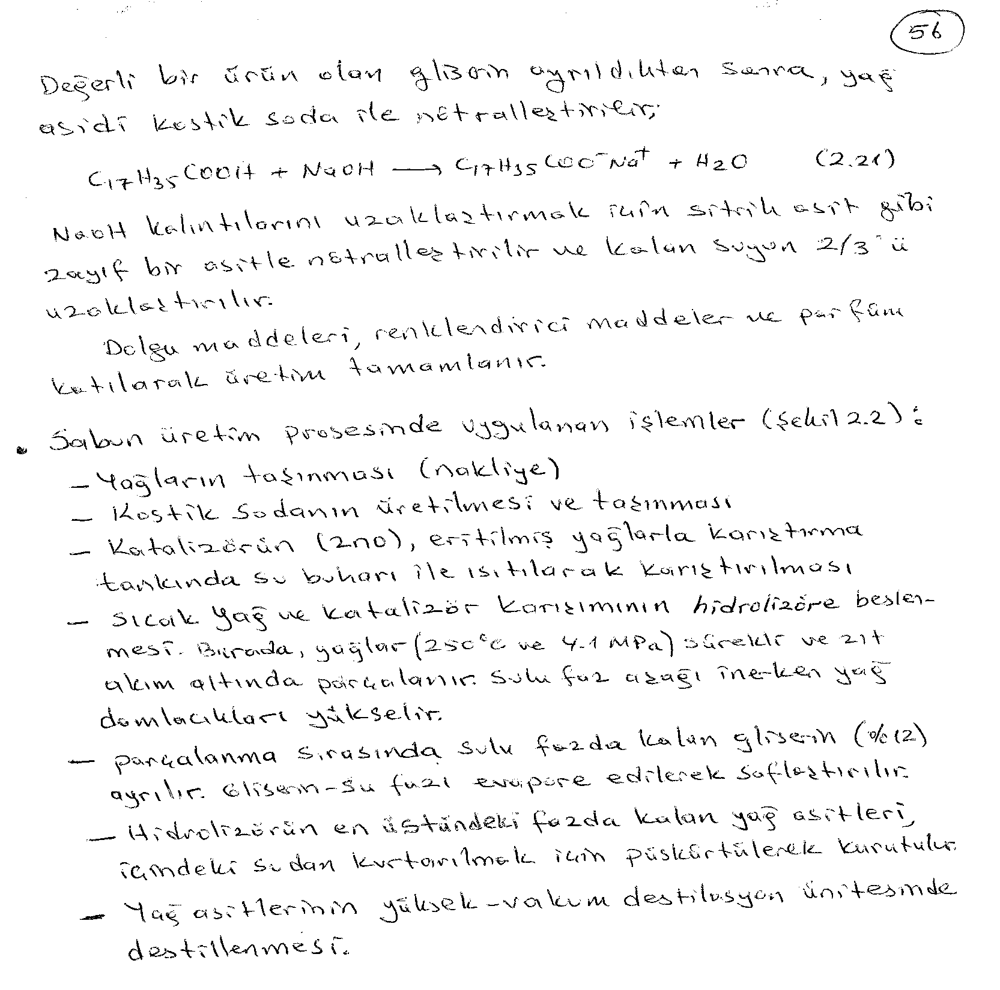 56
Değerli bir ürün olan gliserin ayrıldıktan sonra, yağ
asidi kostik soda ile nötralleştirilir;
C17H35COOH + NaOH → C17H35COO⁻Na⁺ + H2O (2.21)
NaOH kalıntılarını uzaklaştırmak için sitrik asit gibi
zayıf bir asitle nötralleştirilir ve kalan suyun 2/3'ü
uzaklaştırılır.
Dolgu maddeleri, renklendirici maddeler ve parfüm
katılarak üretim tamamlanır.
• Sabun üretim prosesinde uygulanan işlemler (Şekil 2.2):
– Yağların taşınması (nakliye)
– Kostik sodanın üretilmesi ve taşınması
– Katalizörün (ZnO), eritilmiş yağlarla karıştırma
tankında su buharı ile ısıtılarak karıştırılması
– Sıcak yağ ve katalizör karışımının hidrolizöre beslen-
mesi. Burada, yağlar (250°C ve 4.1 MPa) sürekli ve zıt
akım altında parçalanır. Sulu faz aşağı inerken yağ
damlacıkları yükselir.
– Parçalanma sırasında sulu fazda kalan gliserin (%12)
ayrılır. Gliserin-su fazı evapore edilerek saflaştırılır.
– Hidrolizörün en üstündeki fazda kalan yağ asitleri,
içindeki sudan kurtarılmak için püskürtülerek kurutulur.
– Yağ asitlerinin yüksek-vakum destilasyon ünitesinde
destillenmesi.